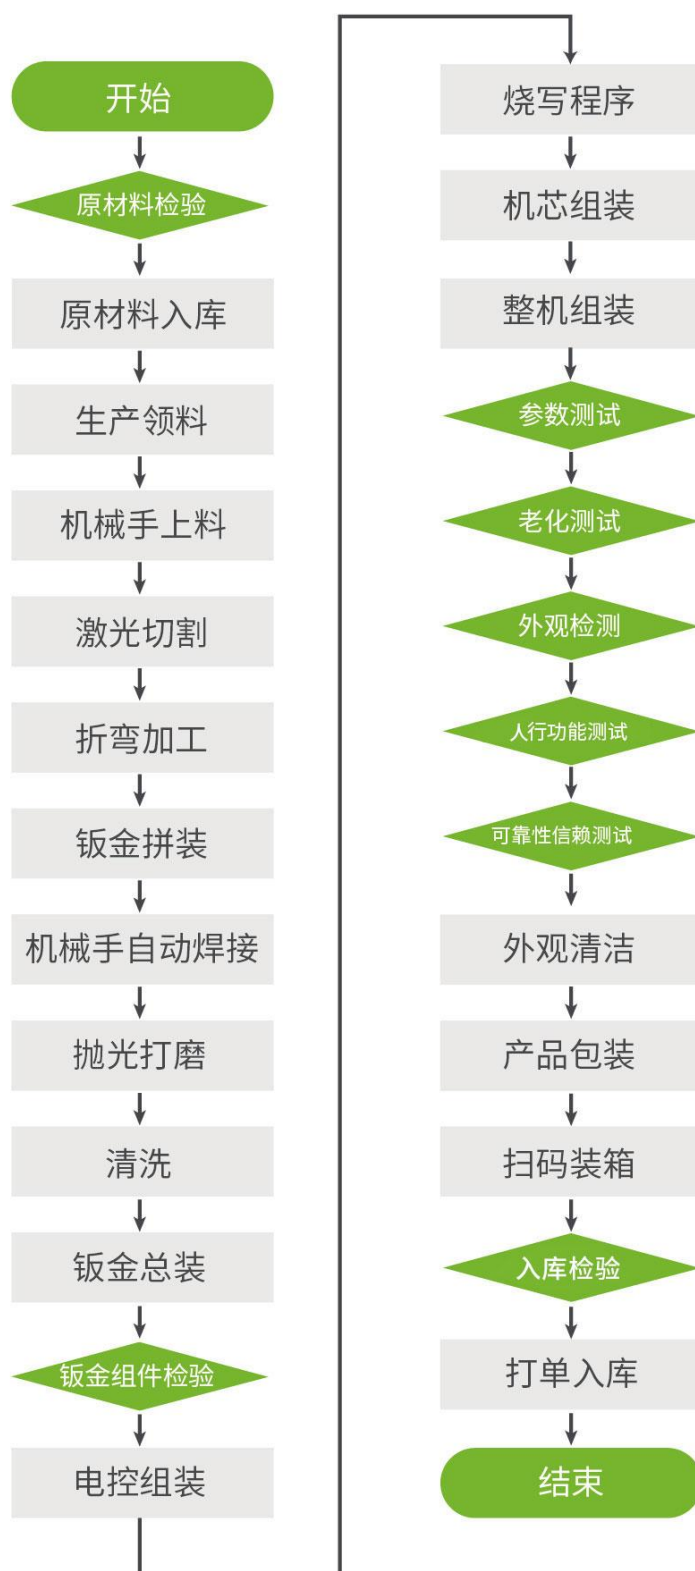 开始
原材料检验
原材料入库
生产领料
机械手上料
激光切割
折弯加工
钣金拼装
机械手自动焊接
抛光打磨
清洗
钣金总装
钣金组件检验
电控组装
烧写程序
机芯组装
整机组装
参数测试
老化测试
外观检测
人行功能测试
可靠性信赖测试
外观清洁
产品包装
扫码装箱
入库检验
打单入库
结束